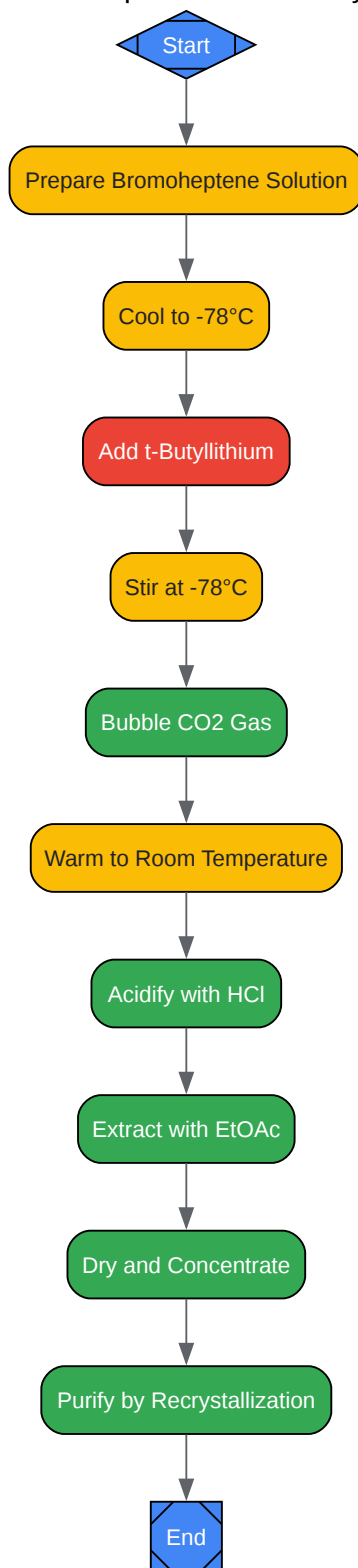 Start
Prepare Bromoheptene Solution
Cool to -78°C
Add t-Butyllithium
Stir at -78°C
Bubble CO2 Gas
Warm to Room Temperature
Acidify with HCl
Extract with EtOAc
Dry and Concentrate
Purify by Recrystallization
End